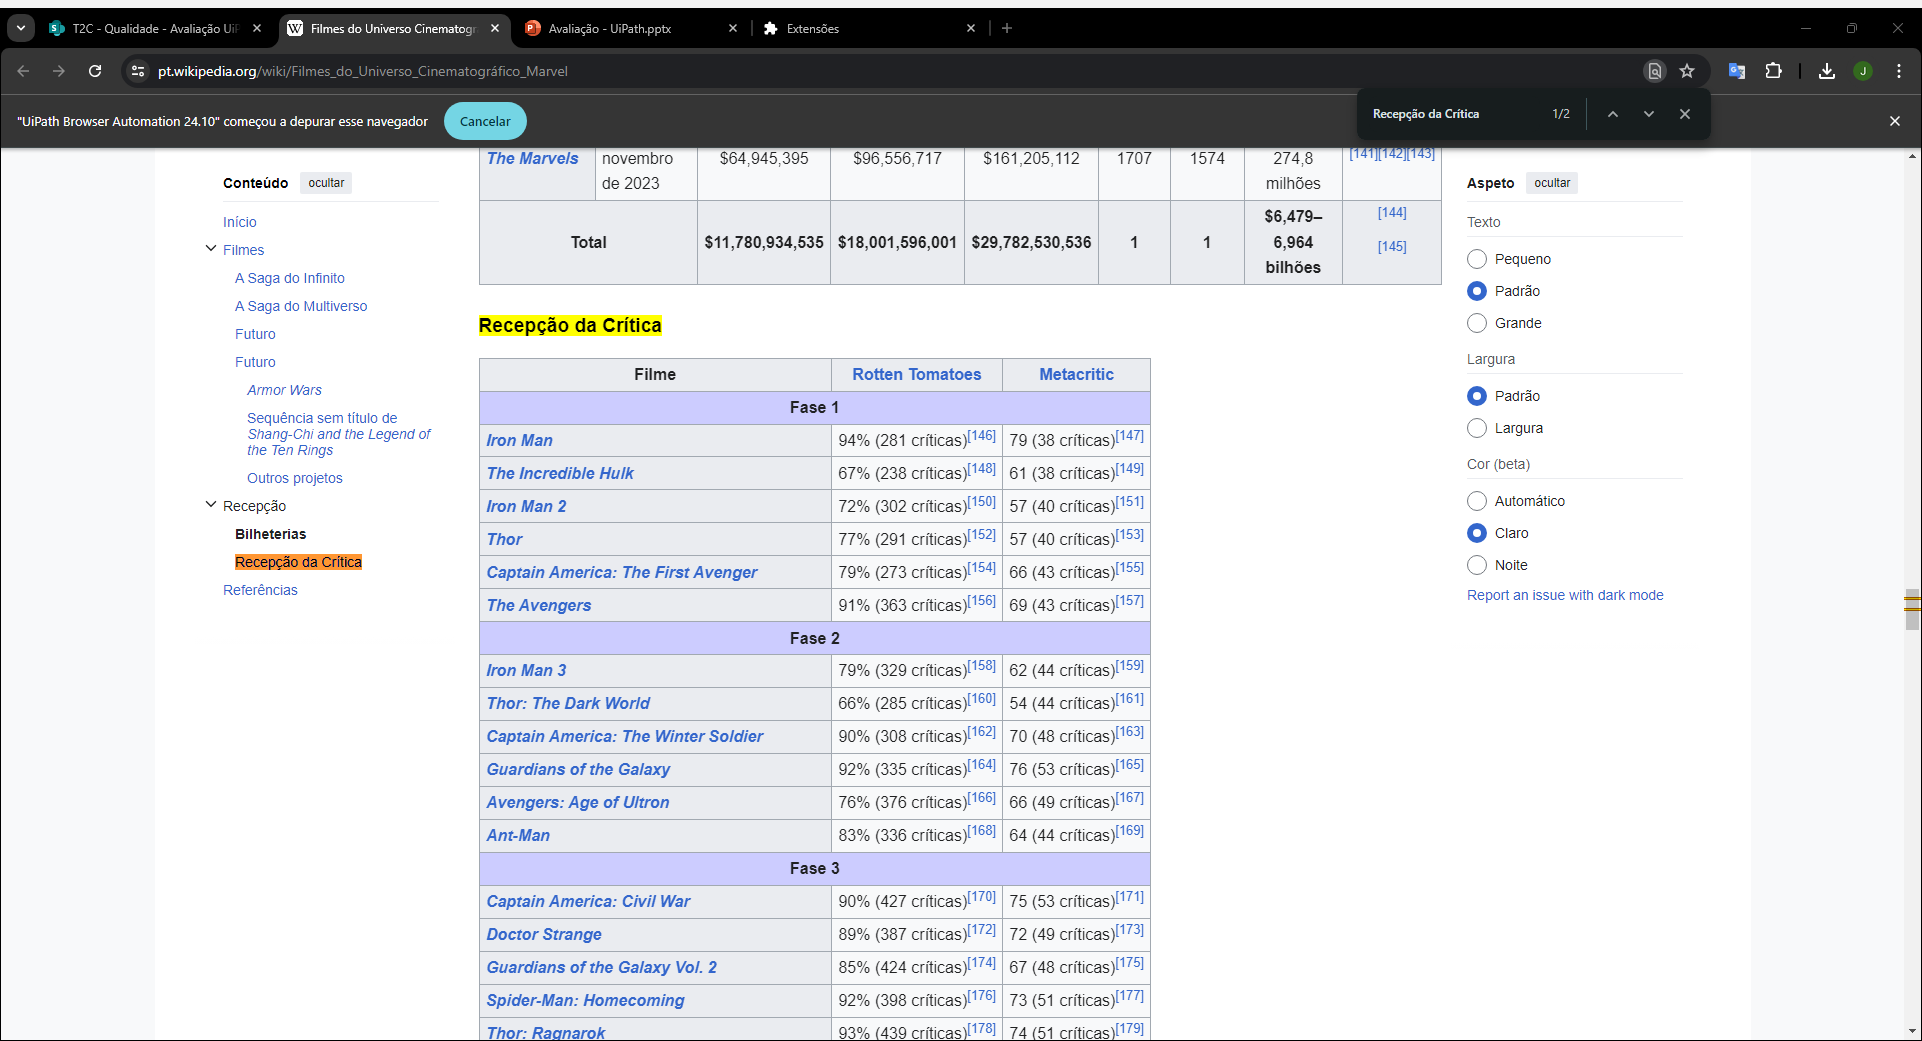 T2C - Qualidade - Avaliação UiF
Filmes do Universo Cinematogr
Avaliação - UiPath.pptx
Extensões
pt.wikipedia.org/wiki/Filmes_do_Universo_Cinematográfico_Marvel
J
"UiPath Browser Automation 24.10" começou a depurar esse navegador
Cancelar
Recepção da Crítica 1/2
Conteúdo ocultar
Início
Filmes
A Saga do Infinito
A Saga do Multiverso
Futuro
Futuro
Armor Wars
Sequência sem título de
Shang-Chi and the Legend of
the Ten Rings
Outros projetos
Recepção
Bilheterias
Recepção da Crítica
Referências
The Marvels novembro de 2023 $64,945,395 $96,556,717 $161,205,112 1707 1574 274,8 milhões [141][142][143]
Total $11,780,934,535 $18,001,596,001 $29,782,530,536 1 1 $6,479–6,964 bilhões [144] [145]
Recepção da Crítica
Filme Rotten Tomatoes Metacritic
Fase 1
Iron Man 94% (281 críticas)[146] 79 (38 críticas)[147]
The Incredible Hulk 67% (238 críticas)[148] 61 (38 críticas)[149]
Iron Man 2 72% (302 críticas)[150] 57 (40 críticas)[151]
Thor 77% (291 críticas)[152] 57 (40 críticas)[153]
Captain America: The First Avenger 79% (273 críticas)[154] 66 (43 críticas)[155]
The Avengers 91% (363 críticas)[156] 69 (43 críticas)[157]
Fase 2
Iron Man 3 79% (329 críticas)[158] 62 (44 críticas)[159]
Thor: The Dark World 66% (285 críticas)[160] 54 (44 críticas)[161]
Captain America: The Winter Soldier 90% (308 críticas)[162] 70 (48 críticas)[163]
Guardians of the Galaxy 92% (335 críticas)[164] 76 (53 críticas)[165]
Avengers: Age of Ultron 76% (376 críticas)[166] 66 (49 críticas)[167]
Ant-Man 83% (336 críticas)[168] 64 (44 críticas)[169]
Fase 3
Captain America: Civil War 90% (427 críticas)[170] 75 (53 críticas)[171]
Doctor Strange 89% (387 críticas)[172] 72 (49 críticas)[173]
Guardians of the Galaxy Vol. 2 85% (424 críticas)[174] 67 (48 críticas)[175]
Spider-Man: Homecoming 92% (398 críticas)[176] 73 (51 críticas)[177]
Thor: Ragnarok 93% (439 críticas)[178] 74 (51 críticas)[179]
Aspeto ocultar
Texto
Pequeno
Padrão
Grande
Largura
Padrão
Largura
Cor (beta)
Automático
Claro
Noite
Report an issue with dark mode